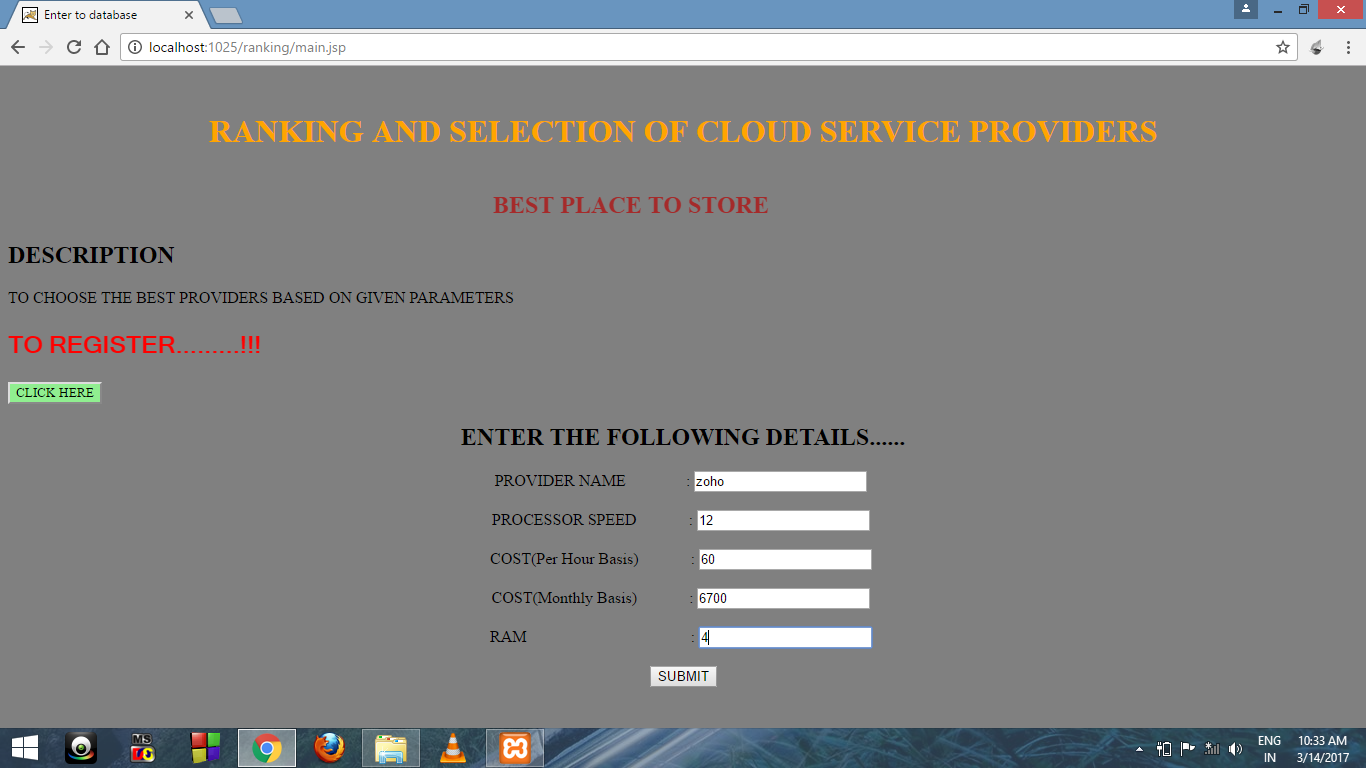 Enter to database
localhost:1025/ranking/main.jsp
RANKING AND SELECTION OF CLOUD SERVICE PROVIDERS
BEST PLACE TO STORE
DESCRIPTION
TO CHOOSE THE BEST PROVIDERS BASED ON GIVEN PARAMETERS
TO REGISTER.........!!!
CLICK HERE
ENTER THE FOLLOWING DETAILS......
PROVIDER NAME : zoho
PROCESSOR SPEED : 12
COST(Per Hour Basis) : 60
COST(Monthly Basis) : 6700
RAM : 4
SUBMIT
MS
ENG 10:33 AM
IN 3/14/2017